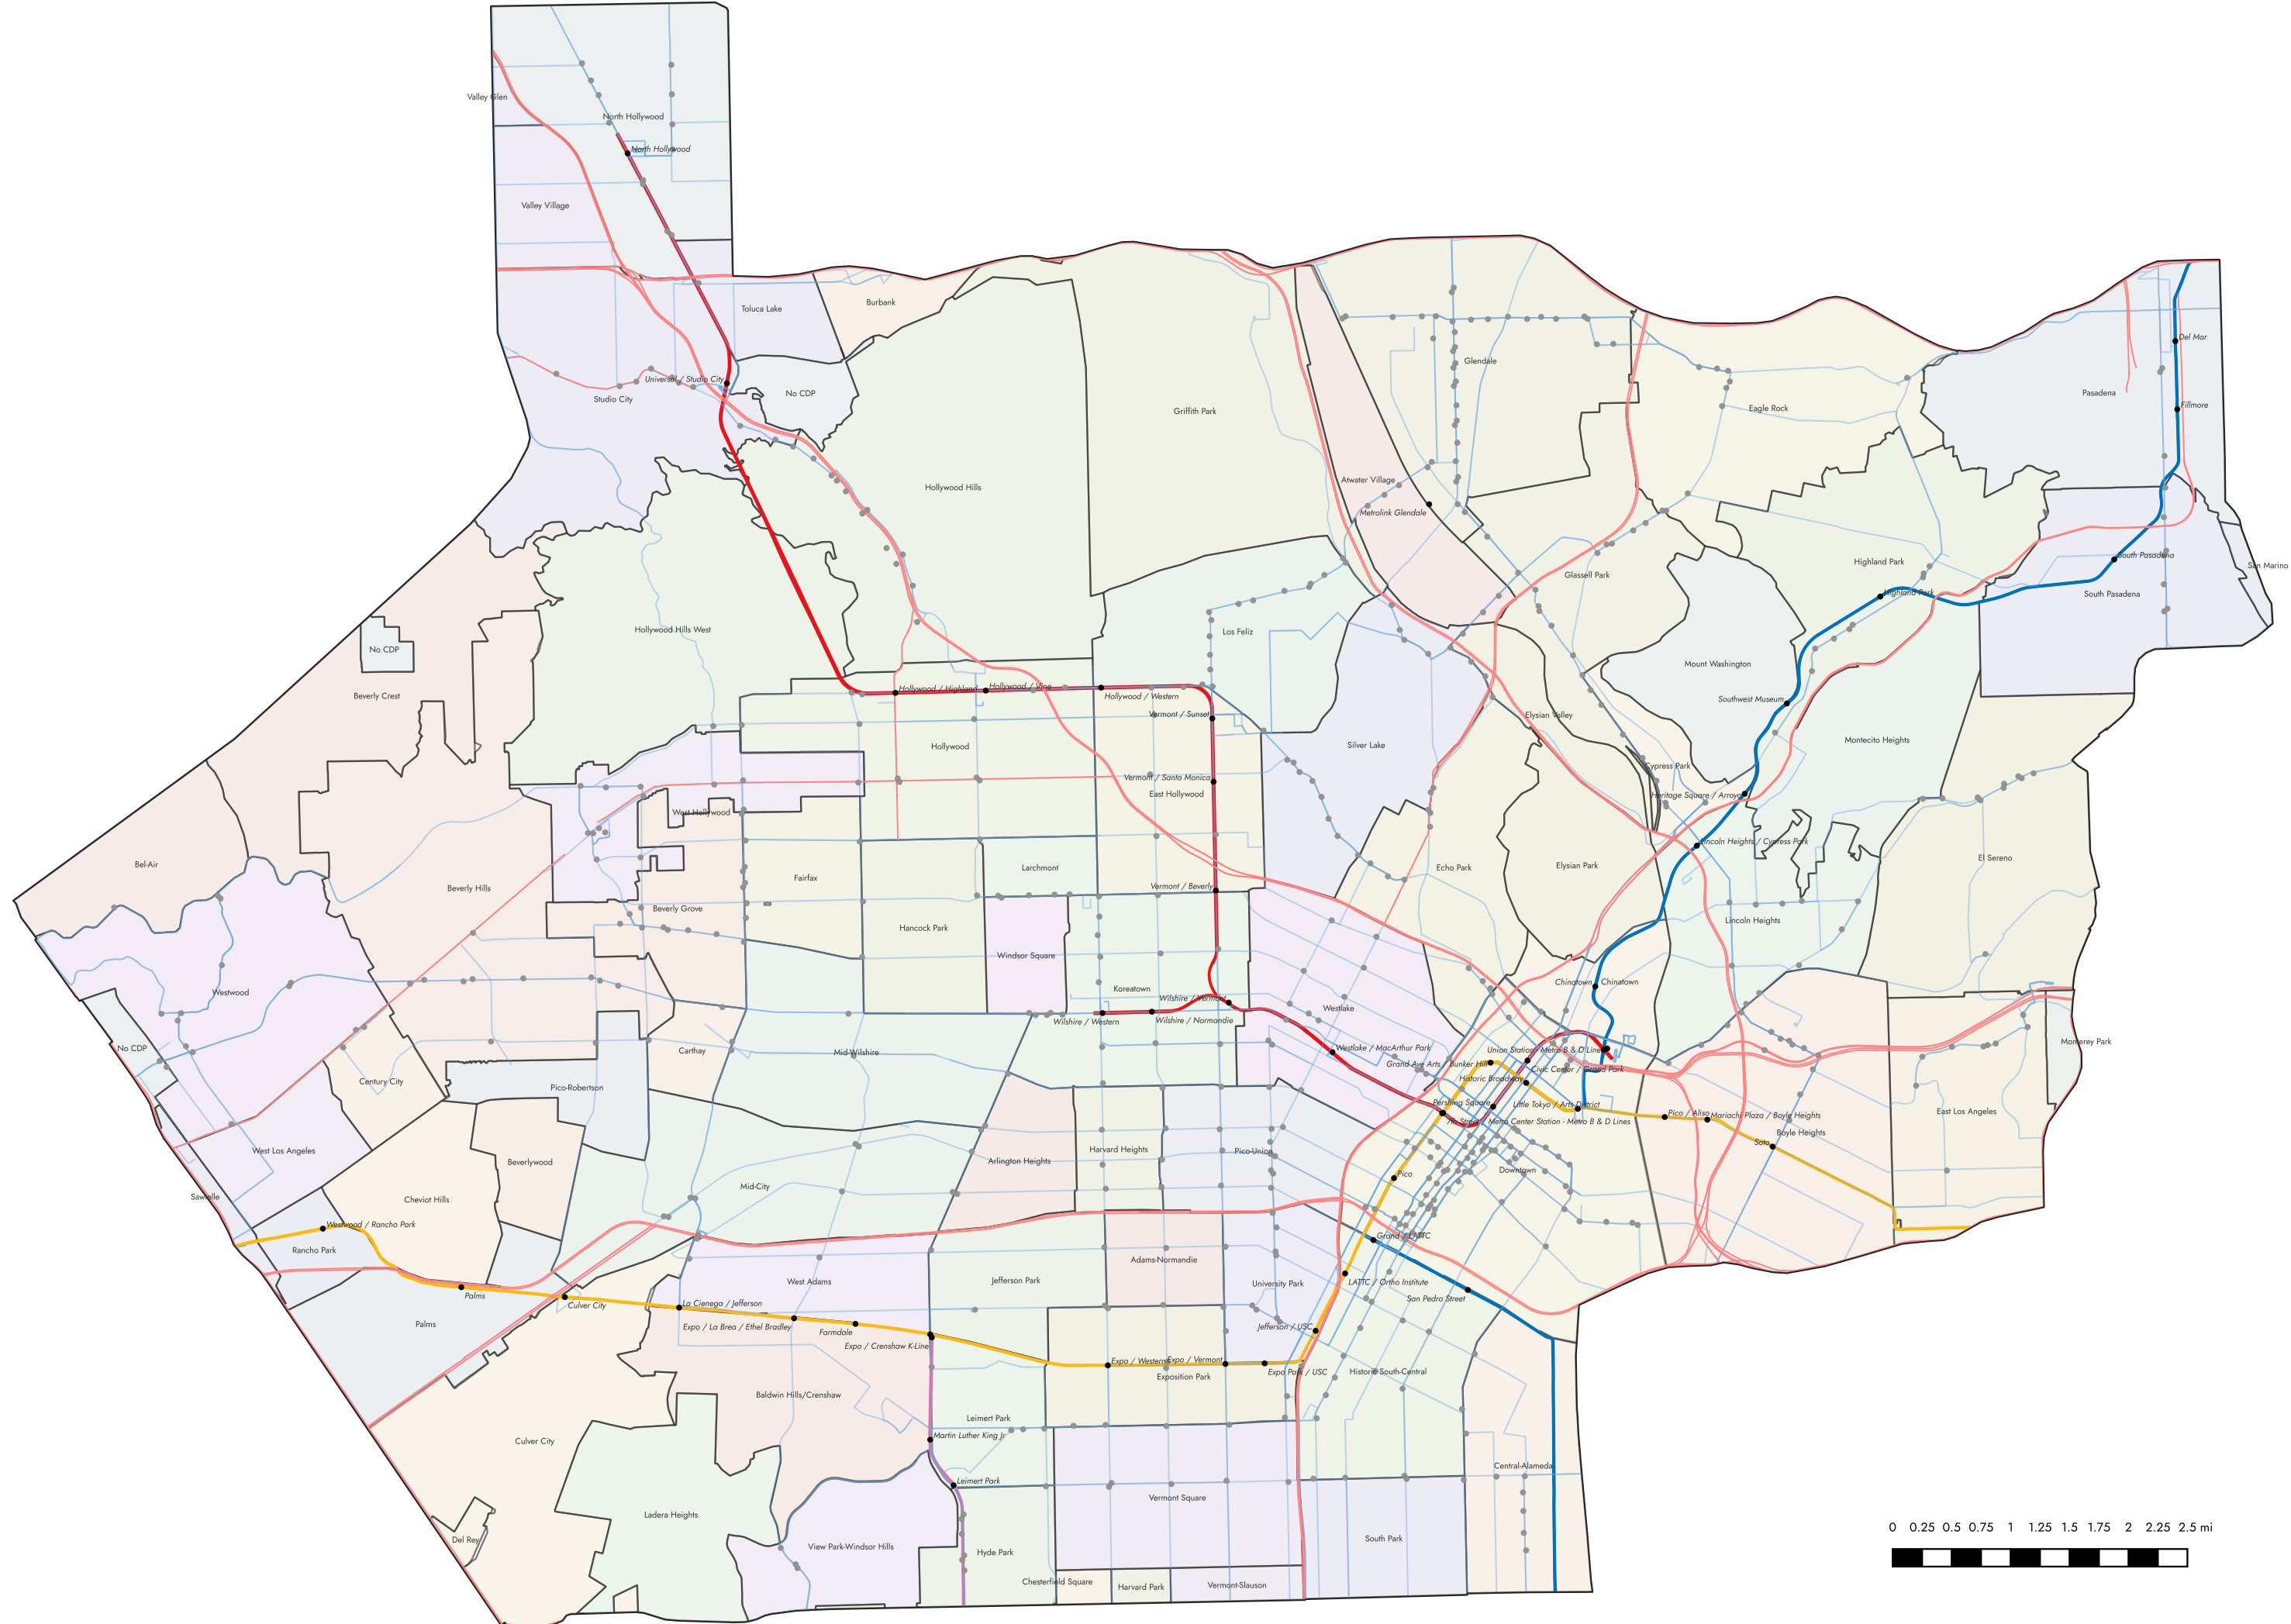 Valley Glen
North Hollywood
North Hollywood
Valley Village
Toluca Lake
Burbank
Universal / Studio City
Studio City
No CDP
Griffith Park
Glendale
Eagle Rock
Pasadena
Del Mar
Fillmore
Hollywood Hills
Atwater Village
Metrolink Glendale
Highland Park
South Pasadena
San Marino
Glassell Park
South Pasadena
Highland Park
Hollywood Hills West
Los Feliz
No CDP
Mount Washington
Beverly Crest
Hollywood / Highland
Hollywood / Vine
Hollywood / Western
Southwest Museum
Vermont / Sunset
Elysian Valley
Hollywood
Silver Lake
Montecito Heights
Cypress Park
Vermont / Santa Monica
East Hollywood
Heritage Square / Arroyo
West Hollywood
Lincoln Heights / Cypress Park
Bel-Air
Beverly Hills
Fairfax
Larchmont
Vermont / Beverly
Echo Park
Elysian Park
El Sereno
Beverly Grove
Hancock Park
Lincoln Heights
Windsor Square
Westwood
Koreatown
Chinatown
Chinatown
Wilshire / Vermont
Westlake
Wilshire / Western
Wilshire / Normandie
No CDP
Carthay
Mid-Wilshire
Westlake / MacArthur Park
Union Station - Metro B & D Lines
Monterey Park
Century City
Pico-Robertson
Grand Ave Arts / Bunker Hill
Civic Center / Grand Park
Historic Broadway
Pershing Square
Little Tokyo / Arts District
Pico / Aliso
Mariachi Plaza / Boyle Heights
East Los Angeles
7th Street / Metro Center Station - Metro B & D Lines
Boyle Heights
Soto
West Los Angeles
Beverlywood
Arlington Heights
Harvard Heights
Pico-Union
Downtown
Pico
Sawtelle
Cheviot Hills
Mid-City
Westwood / Rancho Park
Rancho Park
Grand / LATTC
Adams-Normandie
West Adams
Jefferson Park
University Park
LATTC / Ortho Institute
San Pedro Street
Palms
Culver City
La Cienega / Jefferson
Palms
Expo / La Brea / Ethel Bradley
Farmdale
Jefferson / USC
Expo / Crenshaw K-Line
Expo / Western
Expo / Vermont
Expo Park / USC
Exposition Park
Historic South-Central
Baldwin Hills/Crenshaw
Leimert Park
Martin Luther King Jr
Culver City
Central-Alameda
Leimert Park
Vermont Square
Ladera Heights
Del Rey
View Park-Windsor Hills
Hyde Park
South Park
Chesterfield Square
Harvard Park
Vermont-Slauson
0 0.25 0.5 0.75 1 1.25 1.5 1.75 2 2.25 2.5 mi